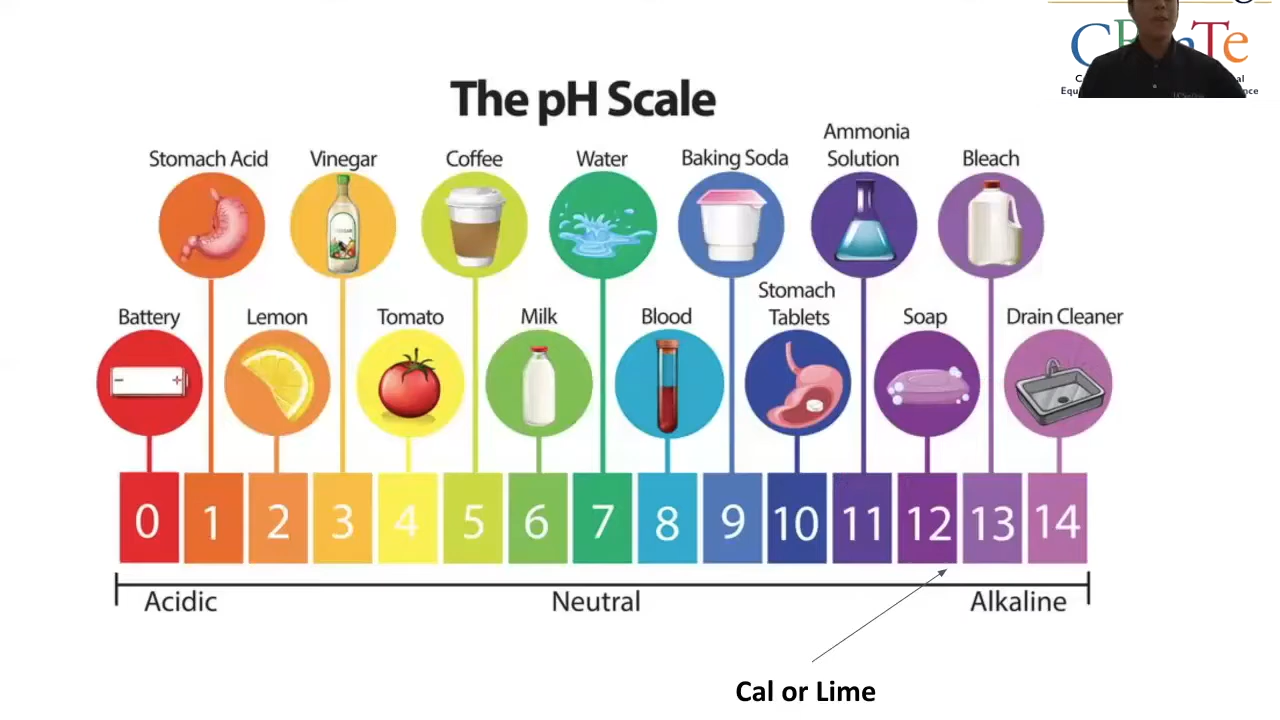 The pH Scale
Stomach Acid
Vinegar
Coffee
Water
Baking Soda
Ammonia
Solution
Bleach
Battery
Lemon
Tomato
Milk
Blood
Stomach
Tablets
Soap
Drain Cleaner
0 1 2 3 4 5 6 7 8 9 10 11 12 13 14
Acidic
Neutral
Alkaline
Cal or Lime